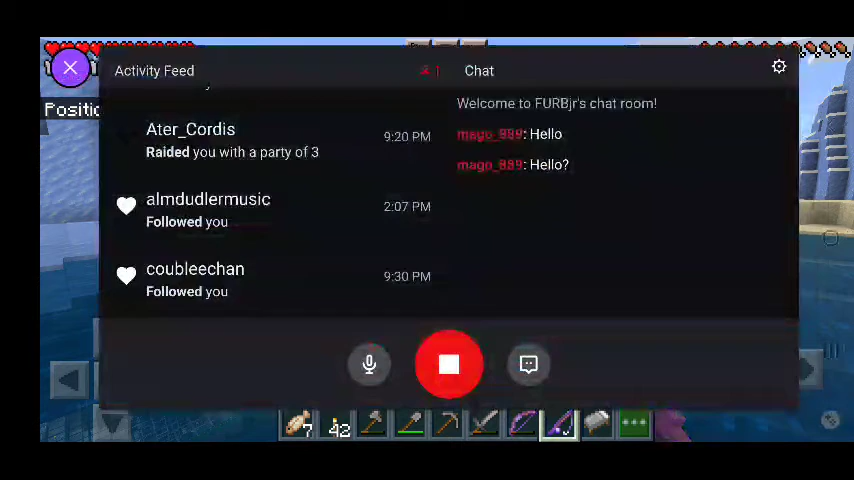 Activity Feed
1
Chat
Positio
Welcome to FURBjr's chat room!
Ater_Cordis
Raided you with a party of 3
9:20 PM
mago_889: Hello
mago_889: Hello?
almdudlermusic
Followed you
2:07 PM
coubleechan
Followed you
9:30 PM
7
42